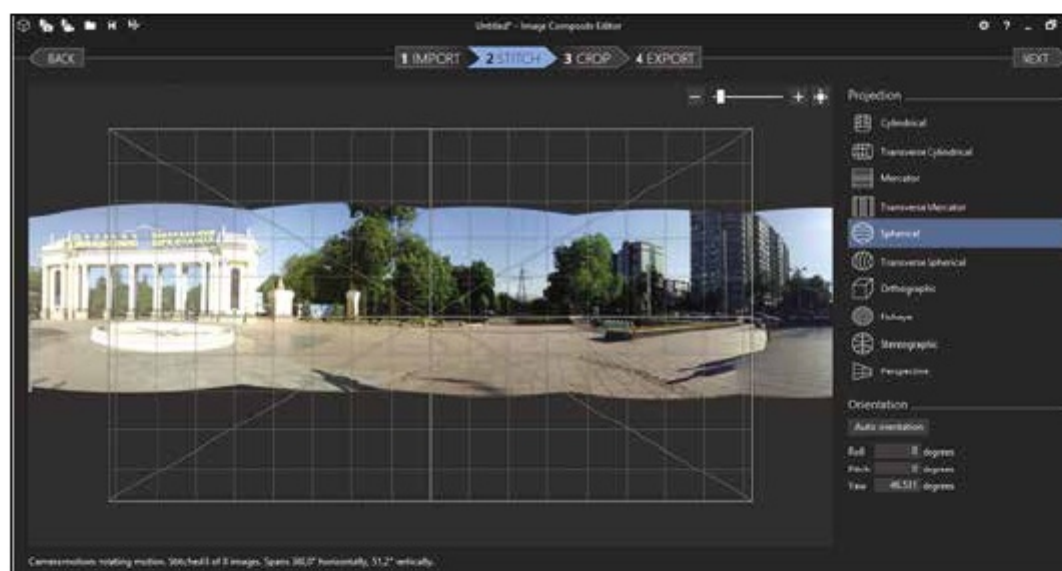 Untitled* - Image Composite Editor
?
BACK
1 IMPORT
2 STITCH
3 CROP
4 EXPORT
NEXT
Projection
Cylindrical
Transverse Cylindrical
Mercator
Transverse Mercator
Spherical
Transverse Spherical
Orthographic
Fisheye
Stereographic
Perspective
Orientation
Auto orientation
Roll 0 degrees
Pitch 0 degrees
Yaw degrees
Camera motion: rotating motion. Stitched 8 of 8 images. Spans 360,0° horizontally, 51,2° vertically.